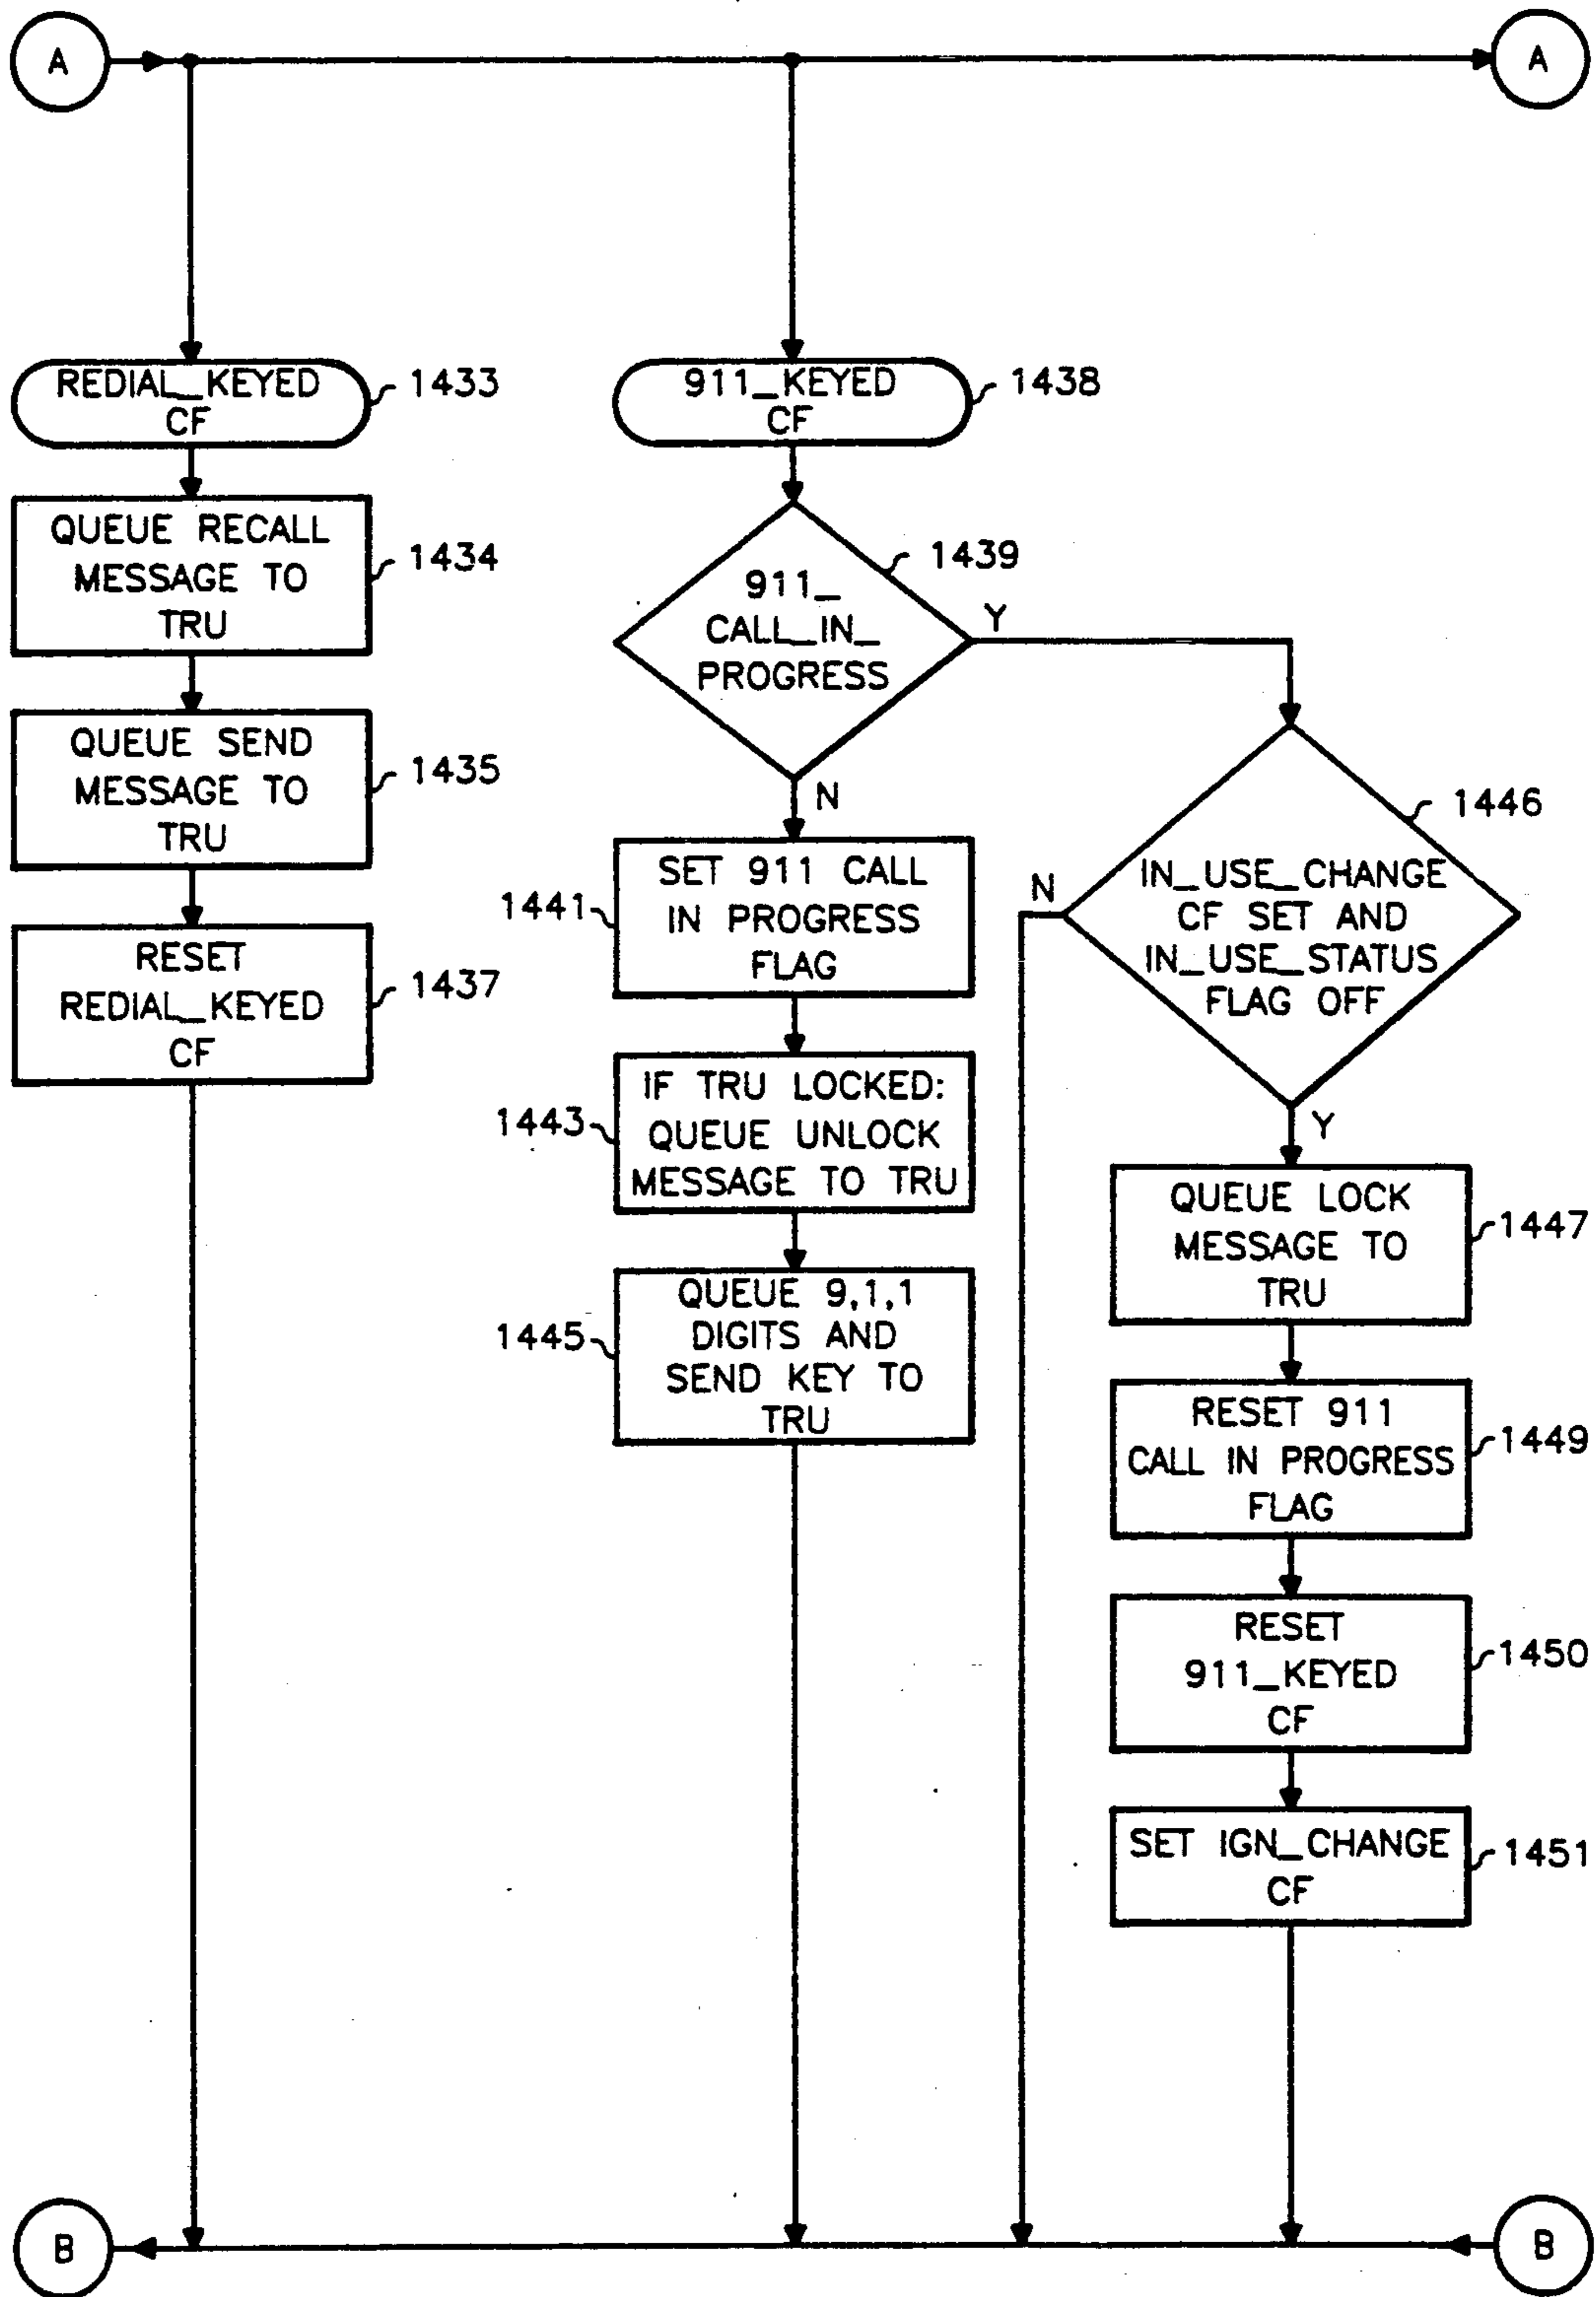 A
A
REDIAL_KEYED
CF
1433
911_KEYED
CF
1438
QUEUE RECALL
MESSAGE TO
TRU
1434
911_
CALL_IN_
PROGRESS
1439
Y
N
QUEUE SEND
MESSAGE TO
TRU
1435
IN_USE_CHANGE
CF SET AND
IN_USE_STATUS
FLAG OFF
1446
N
Y
SET 911 CALL
IN PROGRESS
FLAG
1441
RESET
REDIAL_KEYED
CF
1437
IF TRU LOCKED:
QUEUE UNLOCK
MESSAGE TO TRU
1443
QUEUE LOCK
MESSAGE TO
TRU
1447
QUEUE 9,1,1
DIGITS AND
SEND KEY TO
TRU
1445
RESET 911
CALL IN PROGRESS
FLAG
1449
RESET
911_KEYED
CF
1450
SET IGN_CHANGE
CF
1451
B
B